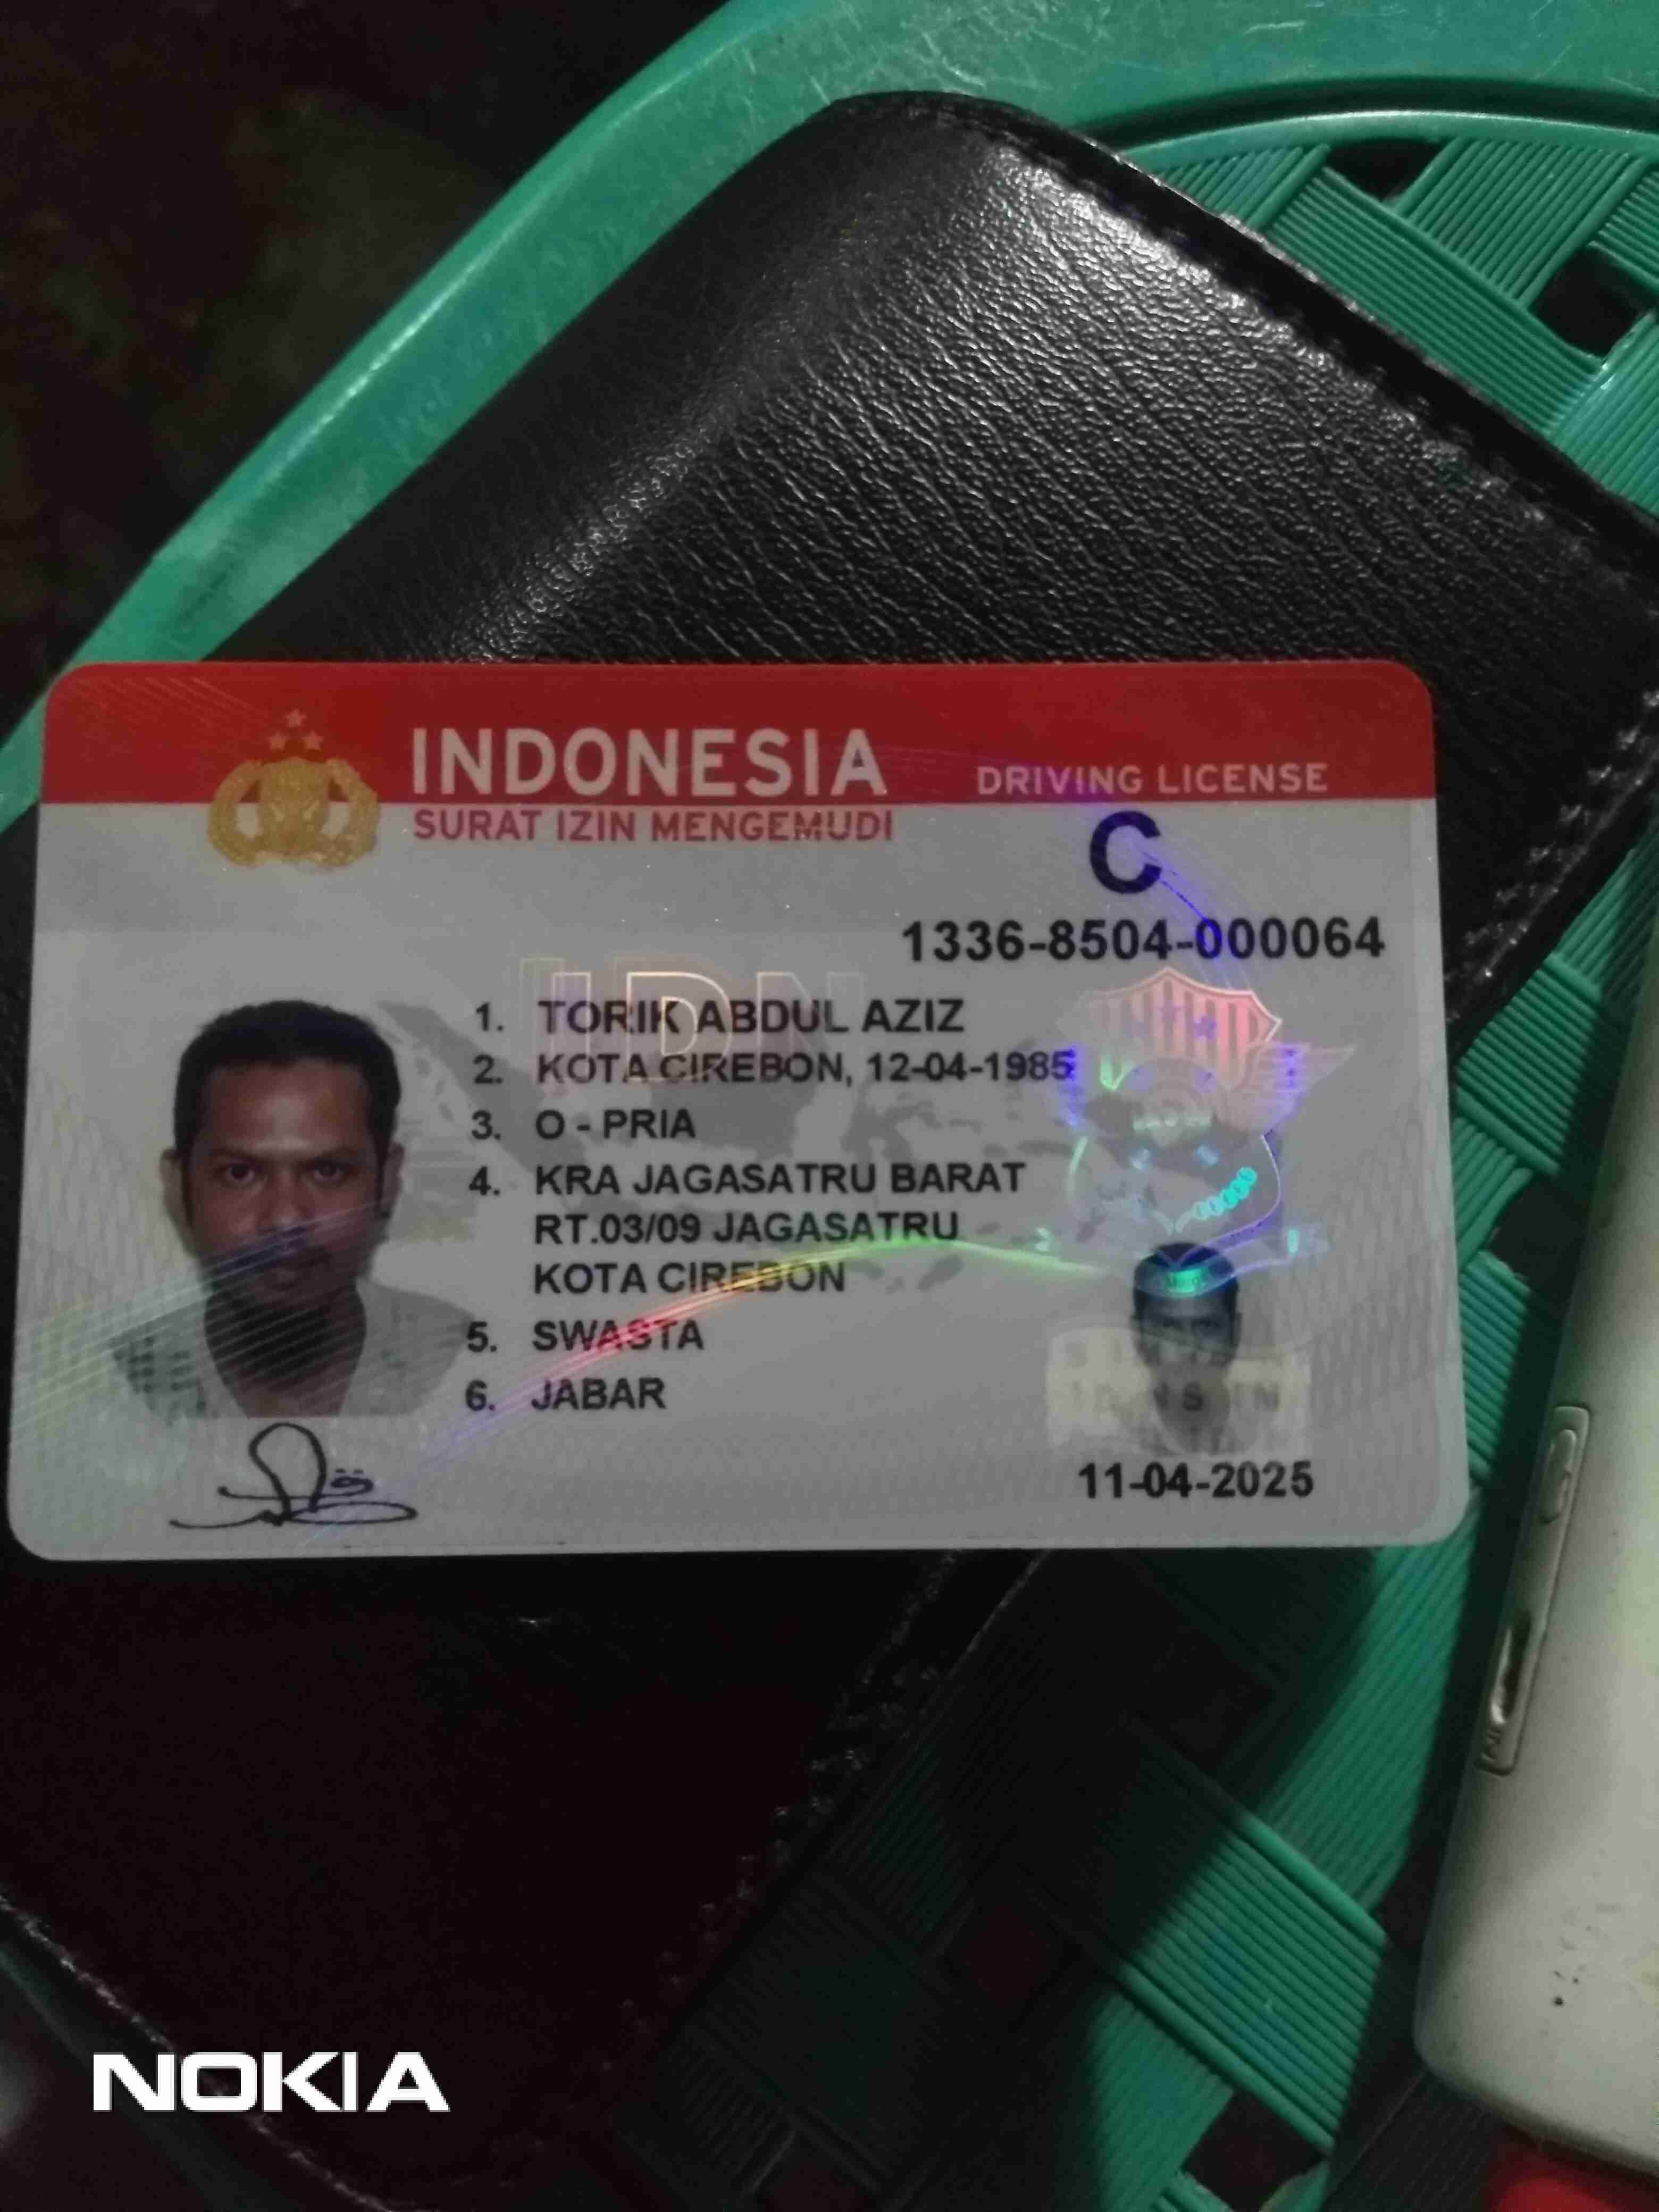 INDONESIA
DRIVING LICENSE
SURAT IZIN MENGEMUDI
C
1336-8504-000064
IDN
1. TORIK ABDUL AZIZ
2. KOTA CIREBON, 12-04-1985
3. O - PRIA
4. KRA JAGASATRU BARAT
RT.03/09 JAGASATRU
KOTA CIREBON
5. SWASTA
6. JABAR
11-04-2025
NOKIA